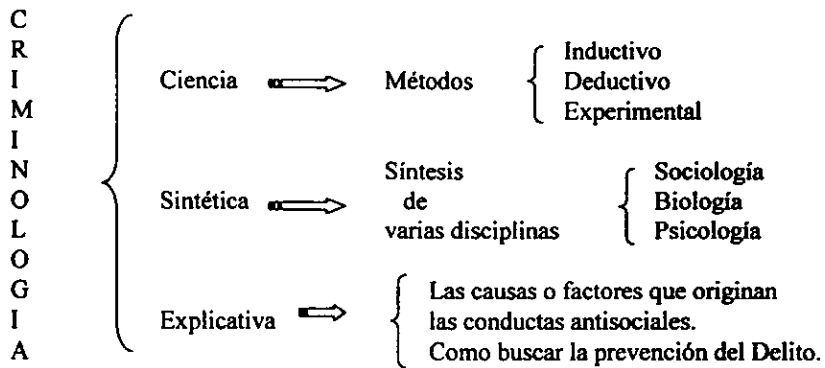 CRIMINOLOGIA
Ciencia Métodos Inductivo
Deductivo
Experimental
Sintética Síntesis
de
varias disciplinas
Sociología
Biología
Psicología
Explicativa
Las causas o factores que originan
las conductas antisociales.
Como buscar la prevención del Delito.